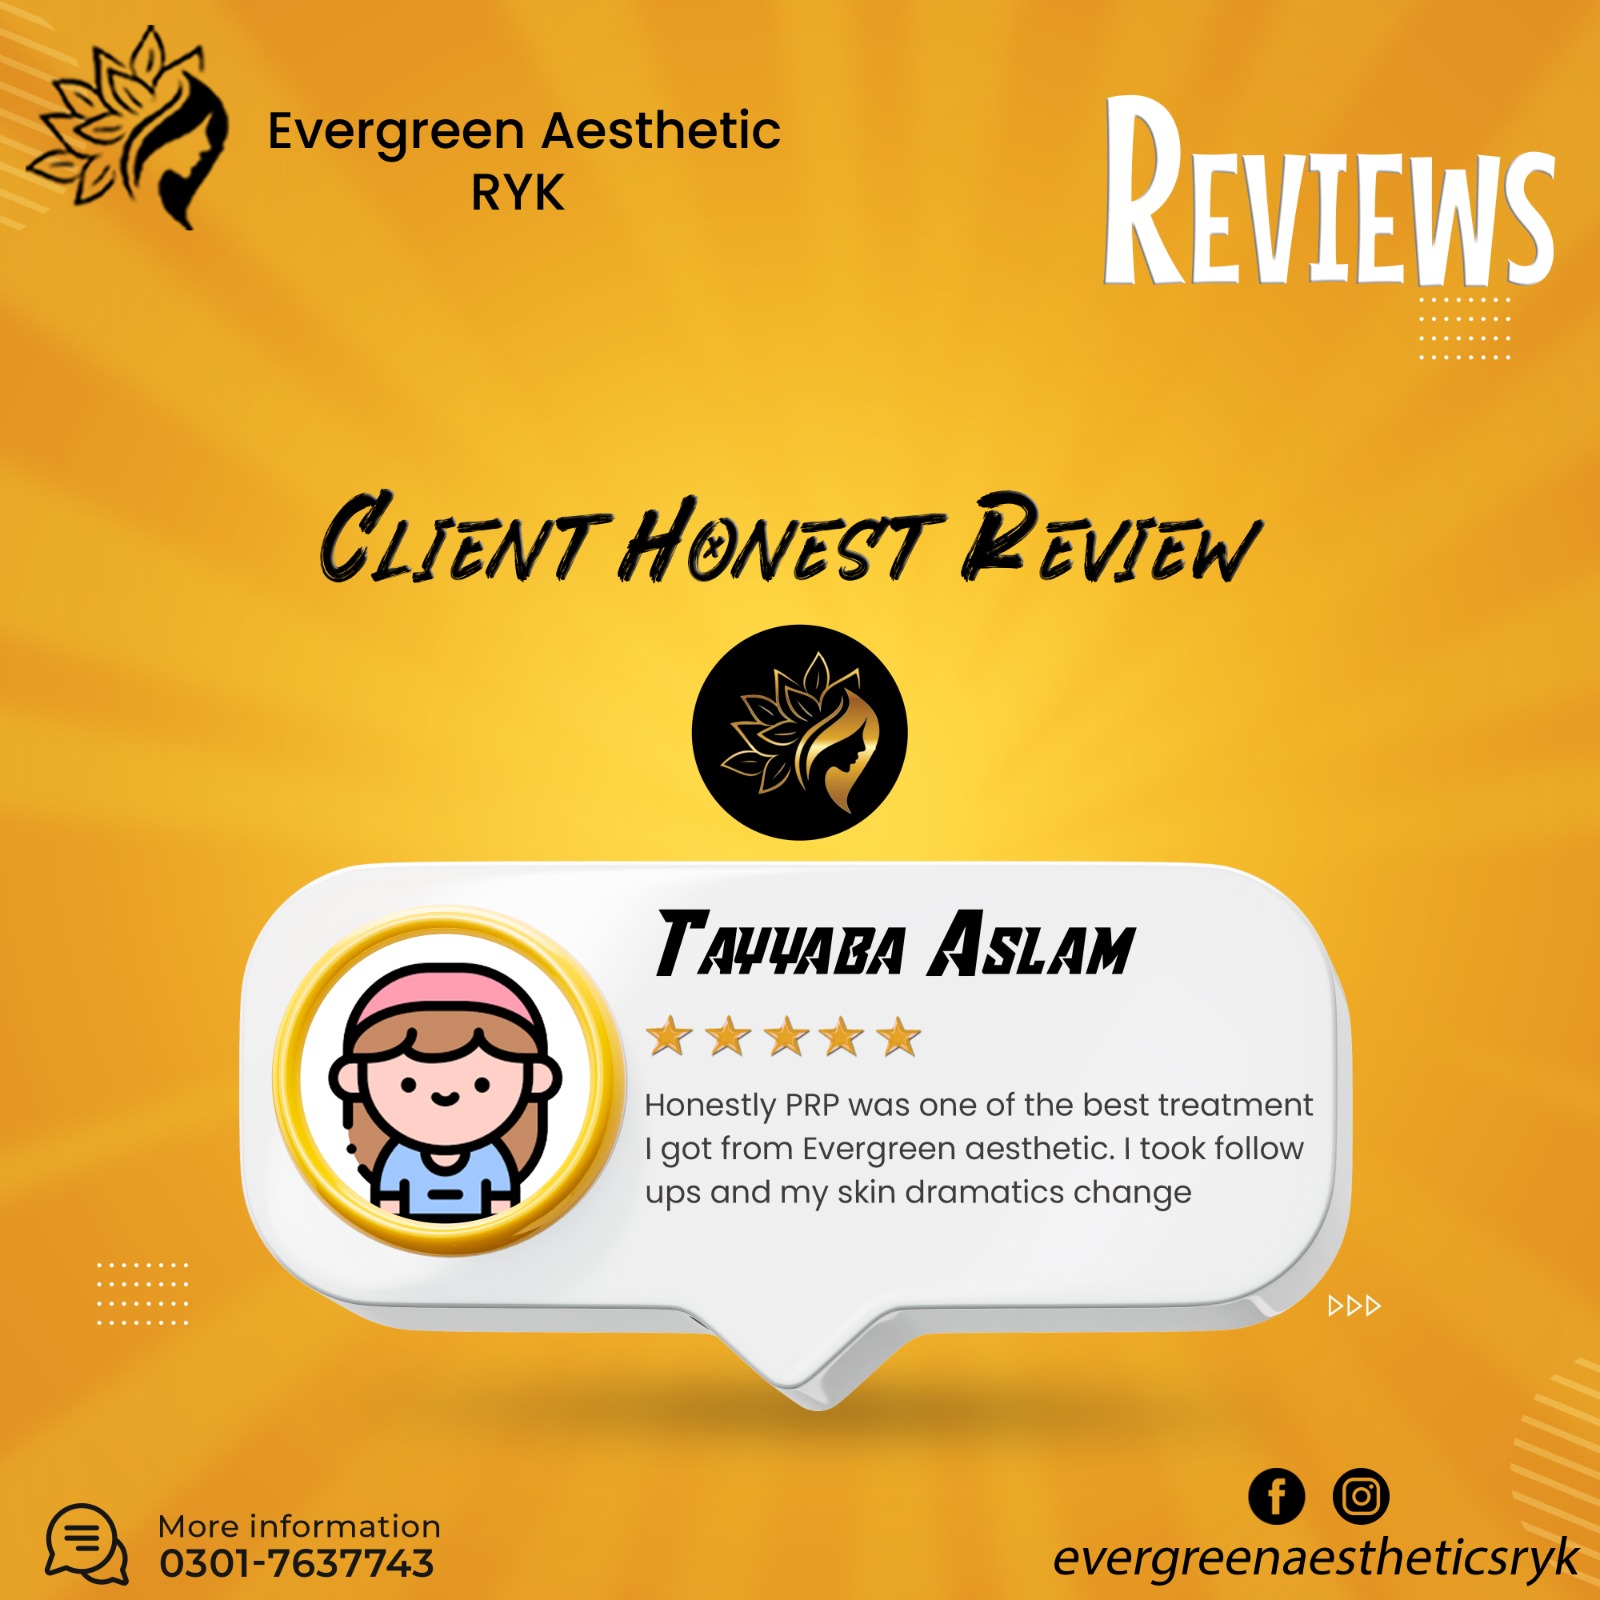 Evergreen Aesthetic
RYK
REVIEWS
CLIENT HONEST REVIEW
TAYYABA ASLAM
Honestly PRP was one of the best treatment
I got from Evergreen aesthetic. I took follow
ups and my skin dramatics change
More information
0301-7637743
evergreenaestheticsryk